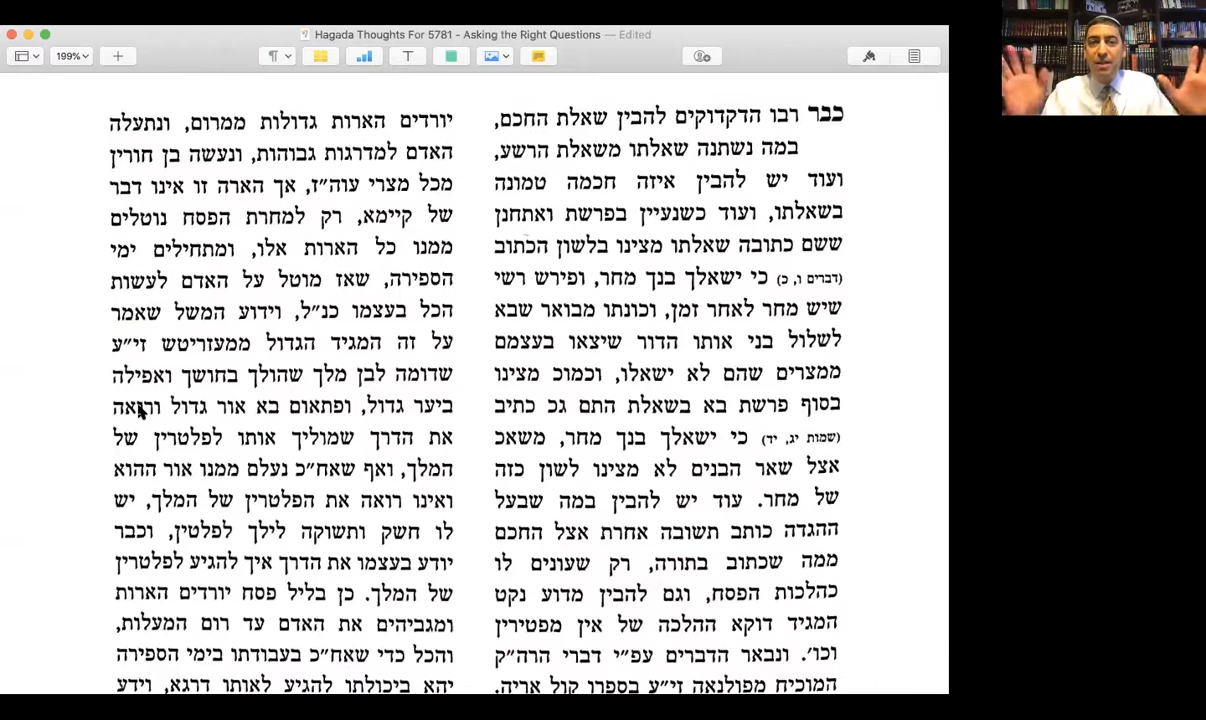 Hagada Thoughts For 5781 - Asking the Right Questions — Edited
199%
כבר רבו הדקדוקים להבין שאלת החכם,
במה נשתנה שאלתו משאלת הרשע,
ועוד יש להבין איזה חכמה טמונה
בשאלתו, ועוד כשנעיין בפרשת ואתחנן
ששם כתובה שאלתו מצינו בלשון הכתוב
(דברים ו, כ) כי ישאלך בנך מחר, ופירש רשי
שיש מחר לאחר זמן, וכונתו מבואר שבא
לשלול בני אותו הדור שיצאו בעצמם
ממצרים שהם לא ישאלו, וכמוכ מצינו
בסוף פרשת בא בשאלת התם גכ כתיב
(שמות יג, יד) כי ישאלך בנך מחר, משאכ
אצל שאר הבנים לא מצינו לשון כזה
של מחר. עוד יש להבין במה שבעל
ההגדה כותב תשובה אחרת אצל החכם
ממה שכתוב בתורה, רק שעונים לו
כהלכות הפסח, וגם להבין מדוע נקט
המגיד דוקא ההלכה של אין מפטירין
וכו׳. ונבאר הדברים עפ״י דברי הרה״ק
המוכיח מפולנאה זי״ע בספרו קול אריה,
יורדים הארות גדולות ממרום, ונתעלה
האדם למדרגות גבוהות, ונעשה בן חורין
מכל מצרי עוה״ז, אך הארה זו אינו דבר
של קיימא, רק למחרת הפסח נוטלים
ממנו כל הארות אלו, ומתחילים ימי
הספירה, שאז מוטל על האדם לעשות
הכל בעצמו כנ״ל, וידוע המשל שאמר
על זה המגיד הגדול ממעזריטש זי״ע
שדומה לבן מלך שהולך בחושך ואפילה
ביער גדול, ופתאום בא אור גדול ורואה
את הדרך שמוליך אותו לפלטרין של
המלך, ואף שאח״כ נעלם ממנו אור ההוא
ואינו רואה את הפלטרין של המלך, יש
לו חשק ותשוקה לילך לפלטין, וכבר
יודע בעצמו את הדרך איך להגיע לפלטרין
של המלך. כן בליל פסח יורדים הארות
ומגביהים את האדם עד רום המעלות,
והכל כדי שאח״כ בעבודתו בימי הספירה
יהא ביכולתו להגיע לאותו דרגא, וידע